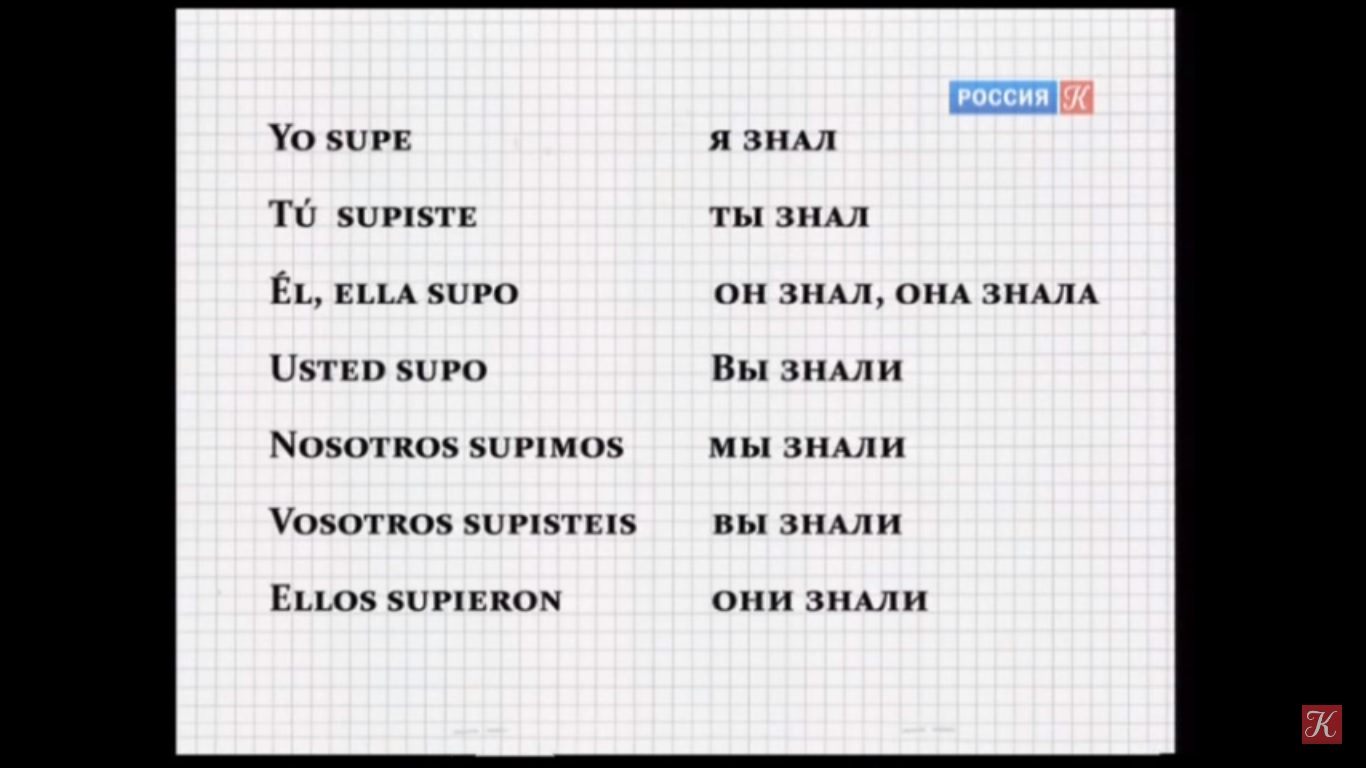 РОССИЯ К
Yo supe я знал
Tú supiste ты знал
Él, ella supo он знал, она знала
Usted supo Вы знали
Nosotros supimos мы знали
Vosotros supisteis вы знали
Ellos supieron они знали
К